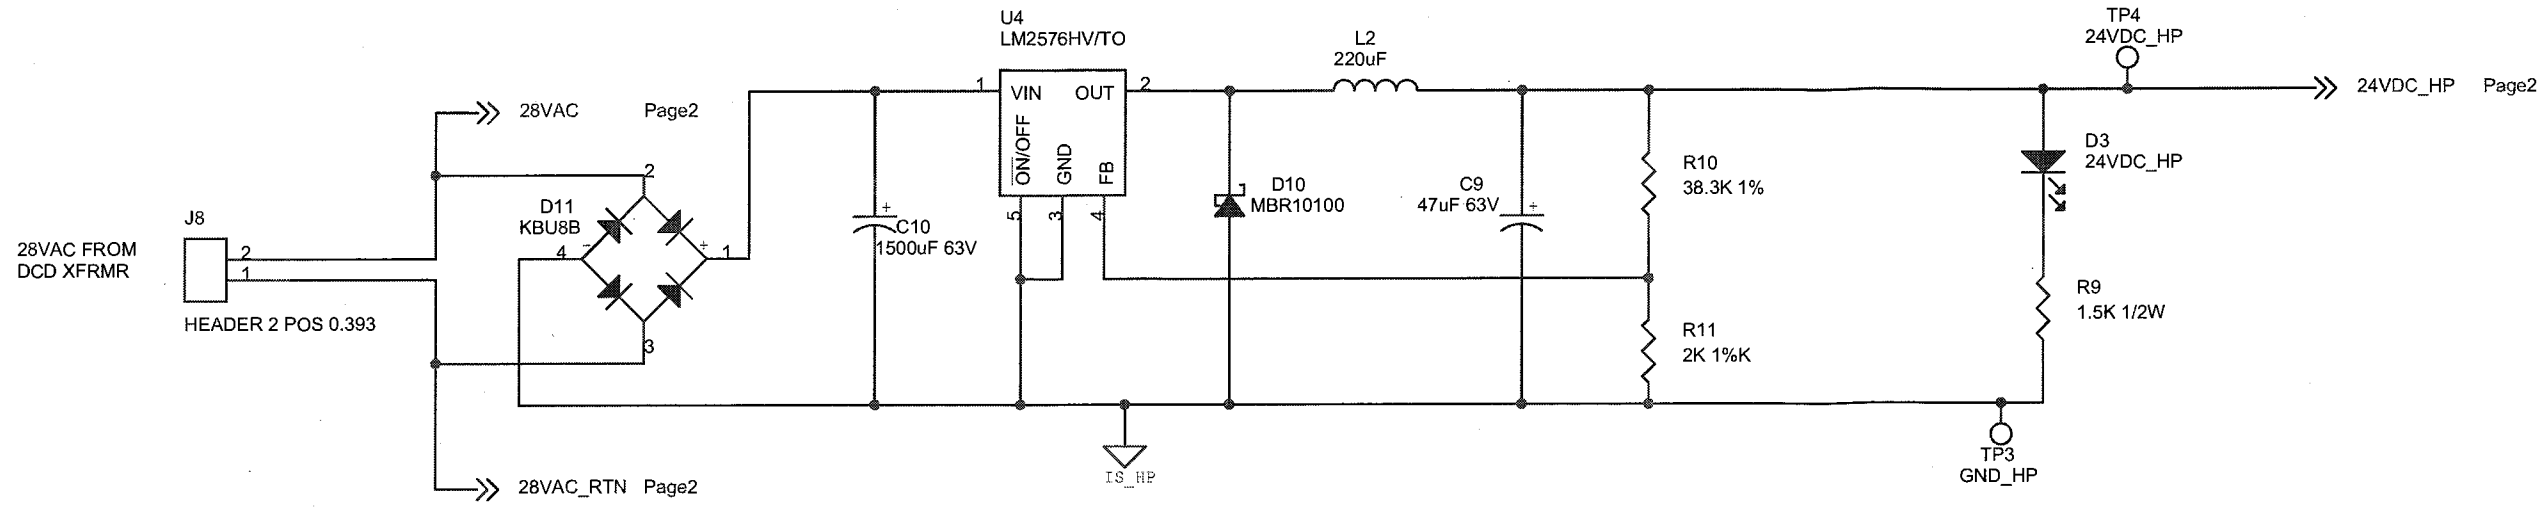 28VAC FROM
DCD XFRMR
J8
2
1
HEADER 2 POS 0.393
28VAC Page2
28VAC_RTN Page2
D11
KBU8B
2
4
-
+
1
3
+
C10
1500uF 63V
U4
LM2576HV/TO
1
VIN
OUT
2
ON/OFF
GND
FB
5
3
4
IS_HP
D10
MBR10100
L2
220uF
C9
47uF 63V
+
R10
38.3K 1%
R11
2K 1%K
TP4
24VDC_HP
24VDC_HP Page2
D3
24VDC_HP
R9
1.5K 1/2W
TP3
GND_HP